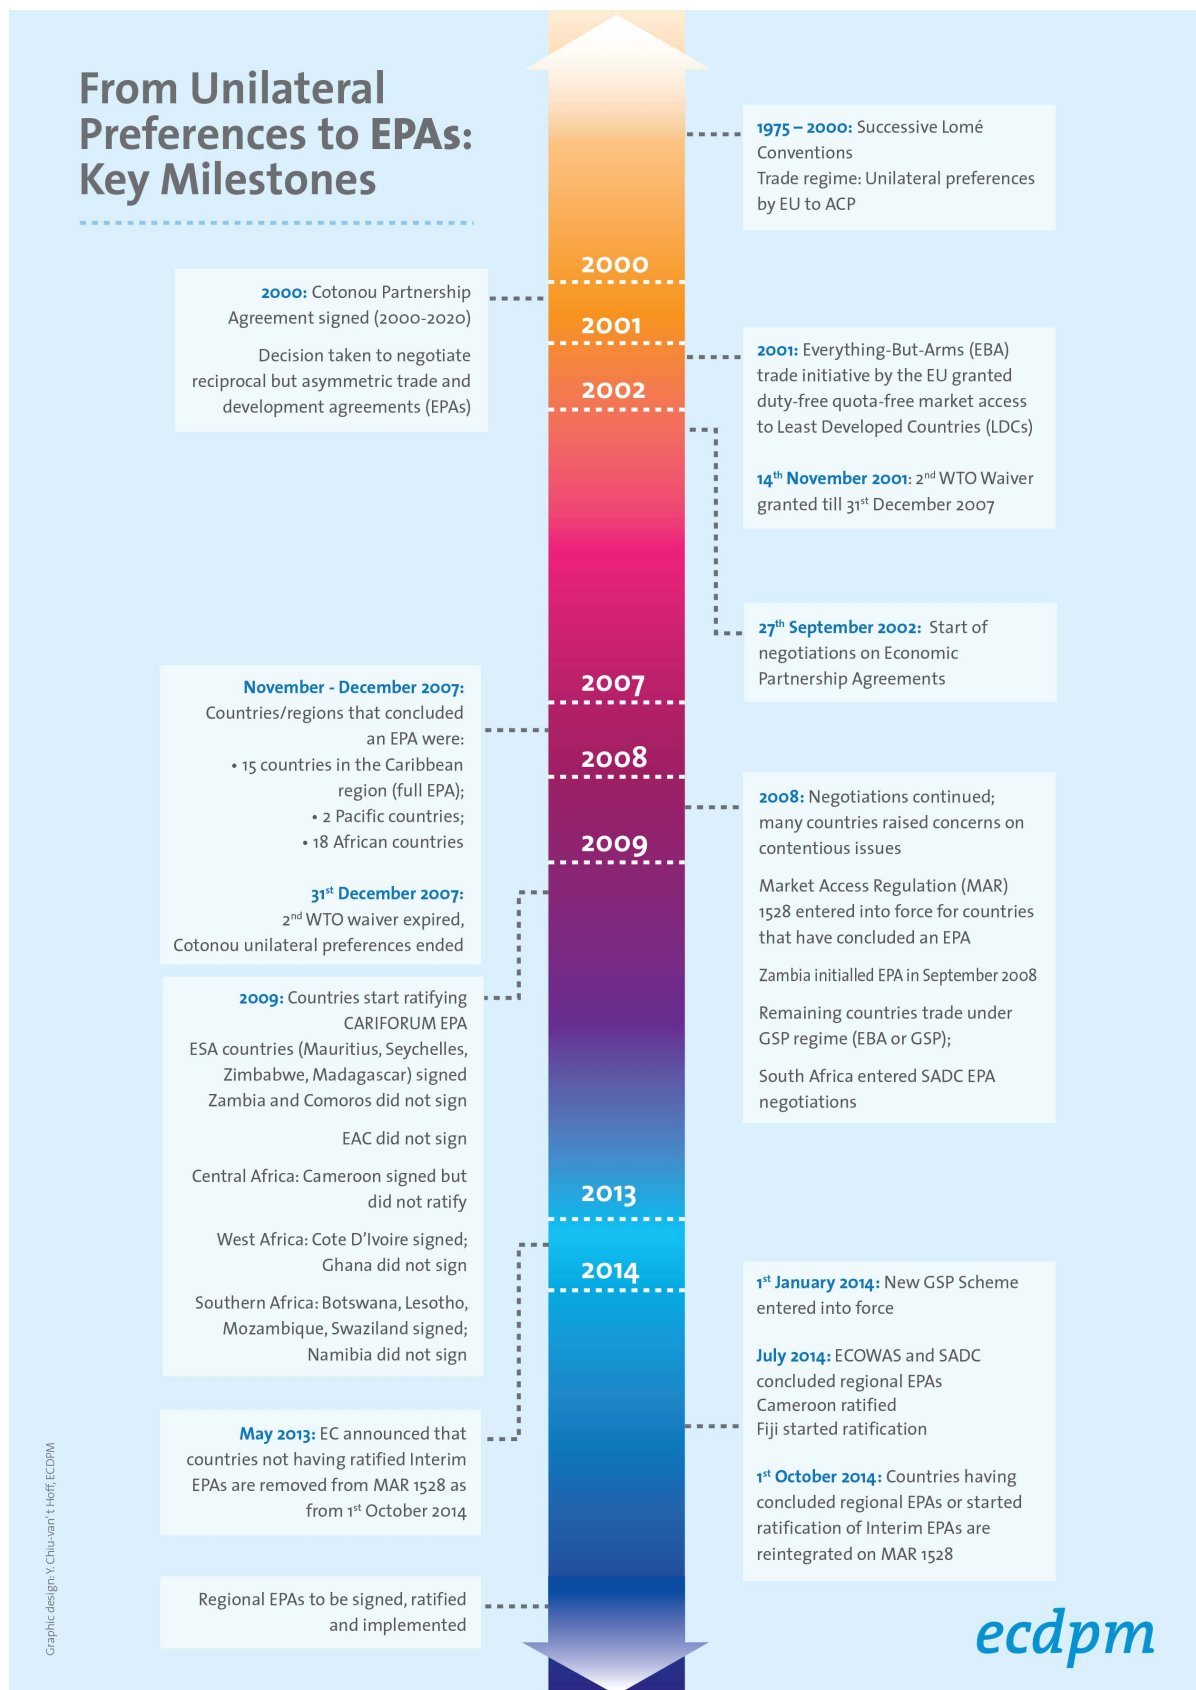 From Unilateral
Preferences to EPAs:
Key Milestones
1975 – 2000: Successive Lomé
Conventions
Trade regime: Unilateral preferences
by EU to ACP
2000
2000: Cotonou Partnership
Agreement signed (2000-2020)
Decision taken to negotiate
reciprocal but asymmetric trade and
development agreements (EPAs)
2001
2001: Everything-But-Arms (EBA)
trade initiative by the EU granted
duty-free quota-free market access
to Least Developed Countries (LDCs)
14th November 2001: 2nd WTO Waiver
granted till 31st December 2007
2002
27th September 2002: Start of
negotiations on Economic
Partnership Agreements
2007
November - December 2007:
Countries/regions that concluded
an EPA were:
• 15 countries in the Caribbean
region (full EPA);
• 2 Pacific countries;
• 18 African countries
31st December 2007:
2nd WTO waiver expired,
Cotonou unilateral preferences ended
2008
2008: Negotiations continued;
many countries raised concerns on
contentious issues
Market Access Regulation (MAR)
1528 entered into force for countries
that have concluded an EPA
Zambia initialled EPA in September 2008
Remaining countries trade under
GSP regime (EBA or GSP);
South Africa entered SADC EPA
negotiations
2009
2009: Countries start ratifying
CARIFORUM EPA
ESA countries (Mauritius, Seychelles,
Zimbabwe, Madagascar) signed
Zambia and Comoros did not sign
EAC did not sign
Central Africa: Cameroon signed but
did not ratify
West Africa: Cote D'Ivoire signed;
Ghana did not sign
Southern Africa: Botswana, Lesotho,
Mozambique, Swaziland signed;
Namibia did not sign
2013
May 2013: EC announced that
countries not having ratified Interim
EPAs are removed from MAR 1528 as
from 1st October 2014
2014
1st January 2014: New GSP Scheme
entered into force
July 2014: ECOWAS and SADC
concluded regional EPAs
Cameroon ratified
Fiji started ratification
1st October 2014: Countries having
concluded regional EPAs or started
ratification of Interim EPAs are
reintegrated on MAR 1528
Regional EPAs to be signed, ratified
and implemented
Graphic design: Y. Chiu-van' t Hoff, ECDPM
ecdpm